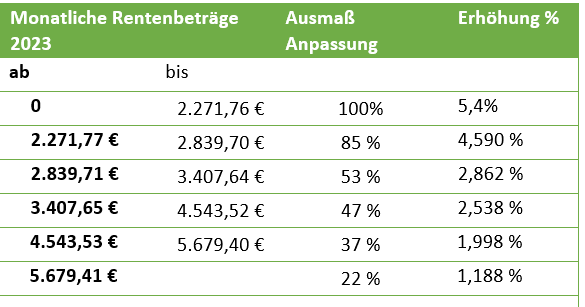 Monatliche Rentenbeträge 2023 Ausmaß Anpassung Erhöhung %
ab bis
0 2.271,76 € 100% 5,4%
2.271,77 € 2.839,70 € 85 % 4,590 %
2.839,71 € 3.407,64 € 53 % 2,862 %
3.407,65 € 4.543,52 € 47 % 2,538 %
4.543,53 € 5.679,40 € 37 % 1,998 %
5.679,41 € 22 % 1,188 %